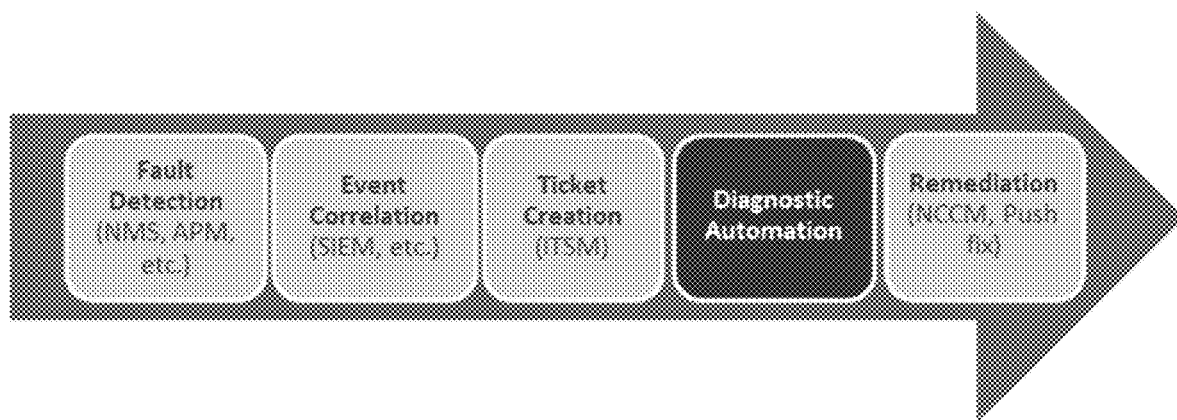 Fault
Detection
(NMS, APM,
etc.)
Event
Correlation
(SIEM, etc.)
Ticket
Creation
(ITSM)
Diagnostic
Automation
Remediation
(NCCM, Push
fix)